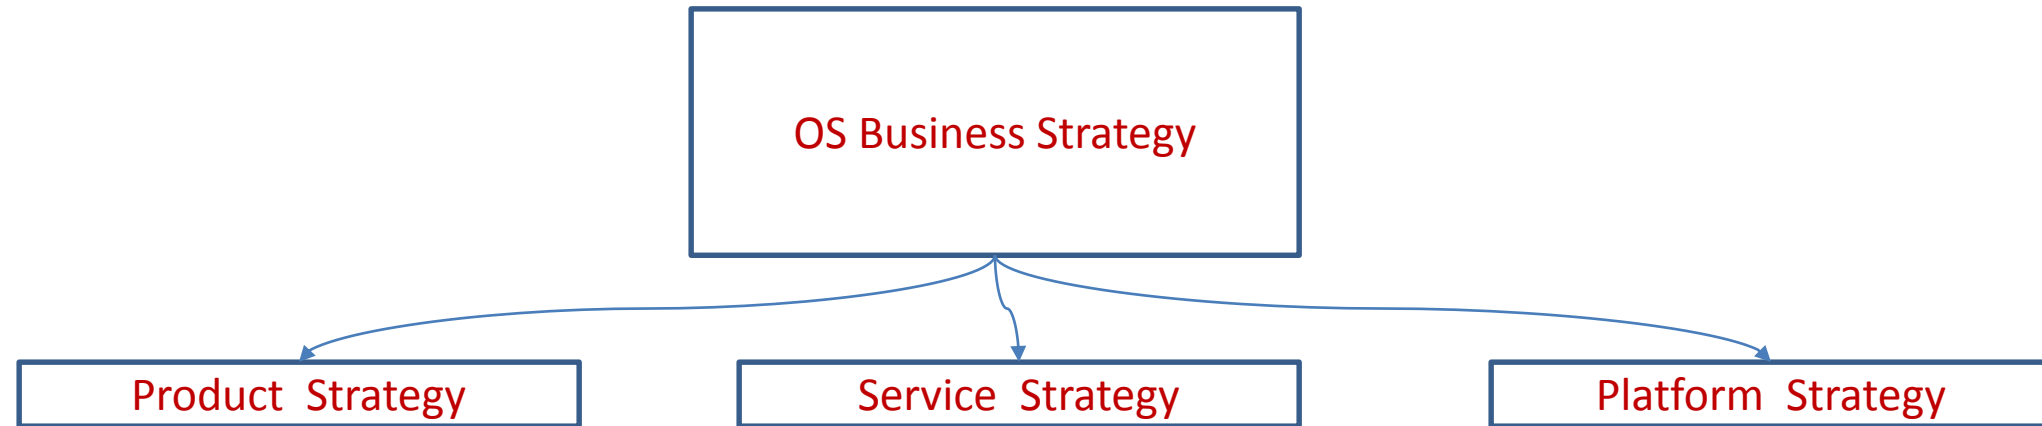 OS Business Strategy
Product  Strategy
Service  Strategy
Platform  Strategy